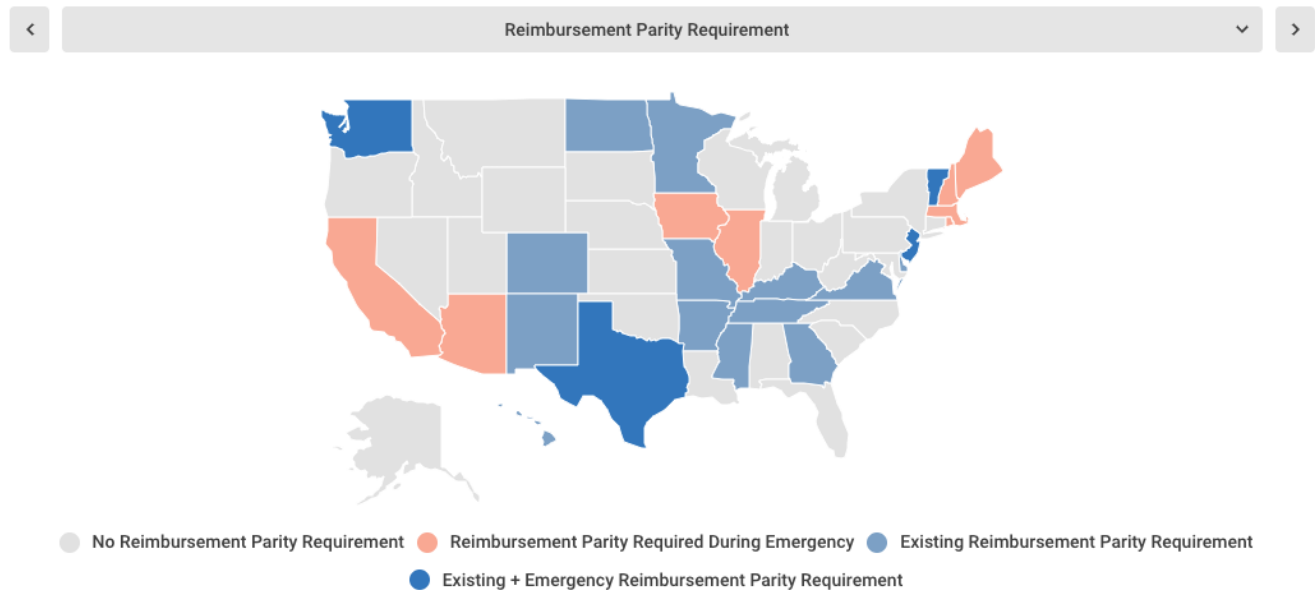 Reimbursement Parity Requirement
No Reimbursement Parity Requirement
Reimbursement Parity Required During Emergency
Existing Reimbursement Parity Requirement
Existing + Emergency Reimbursement Parity Requirement